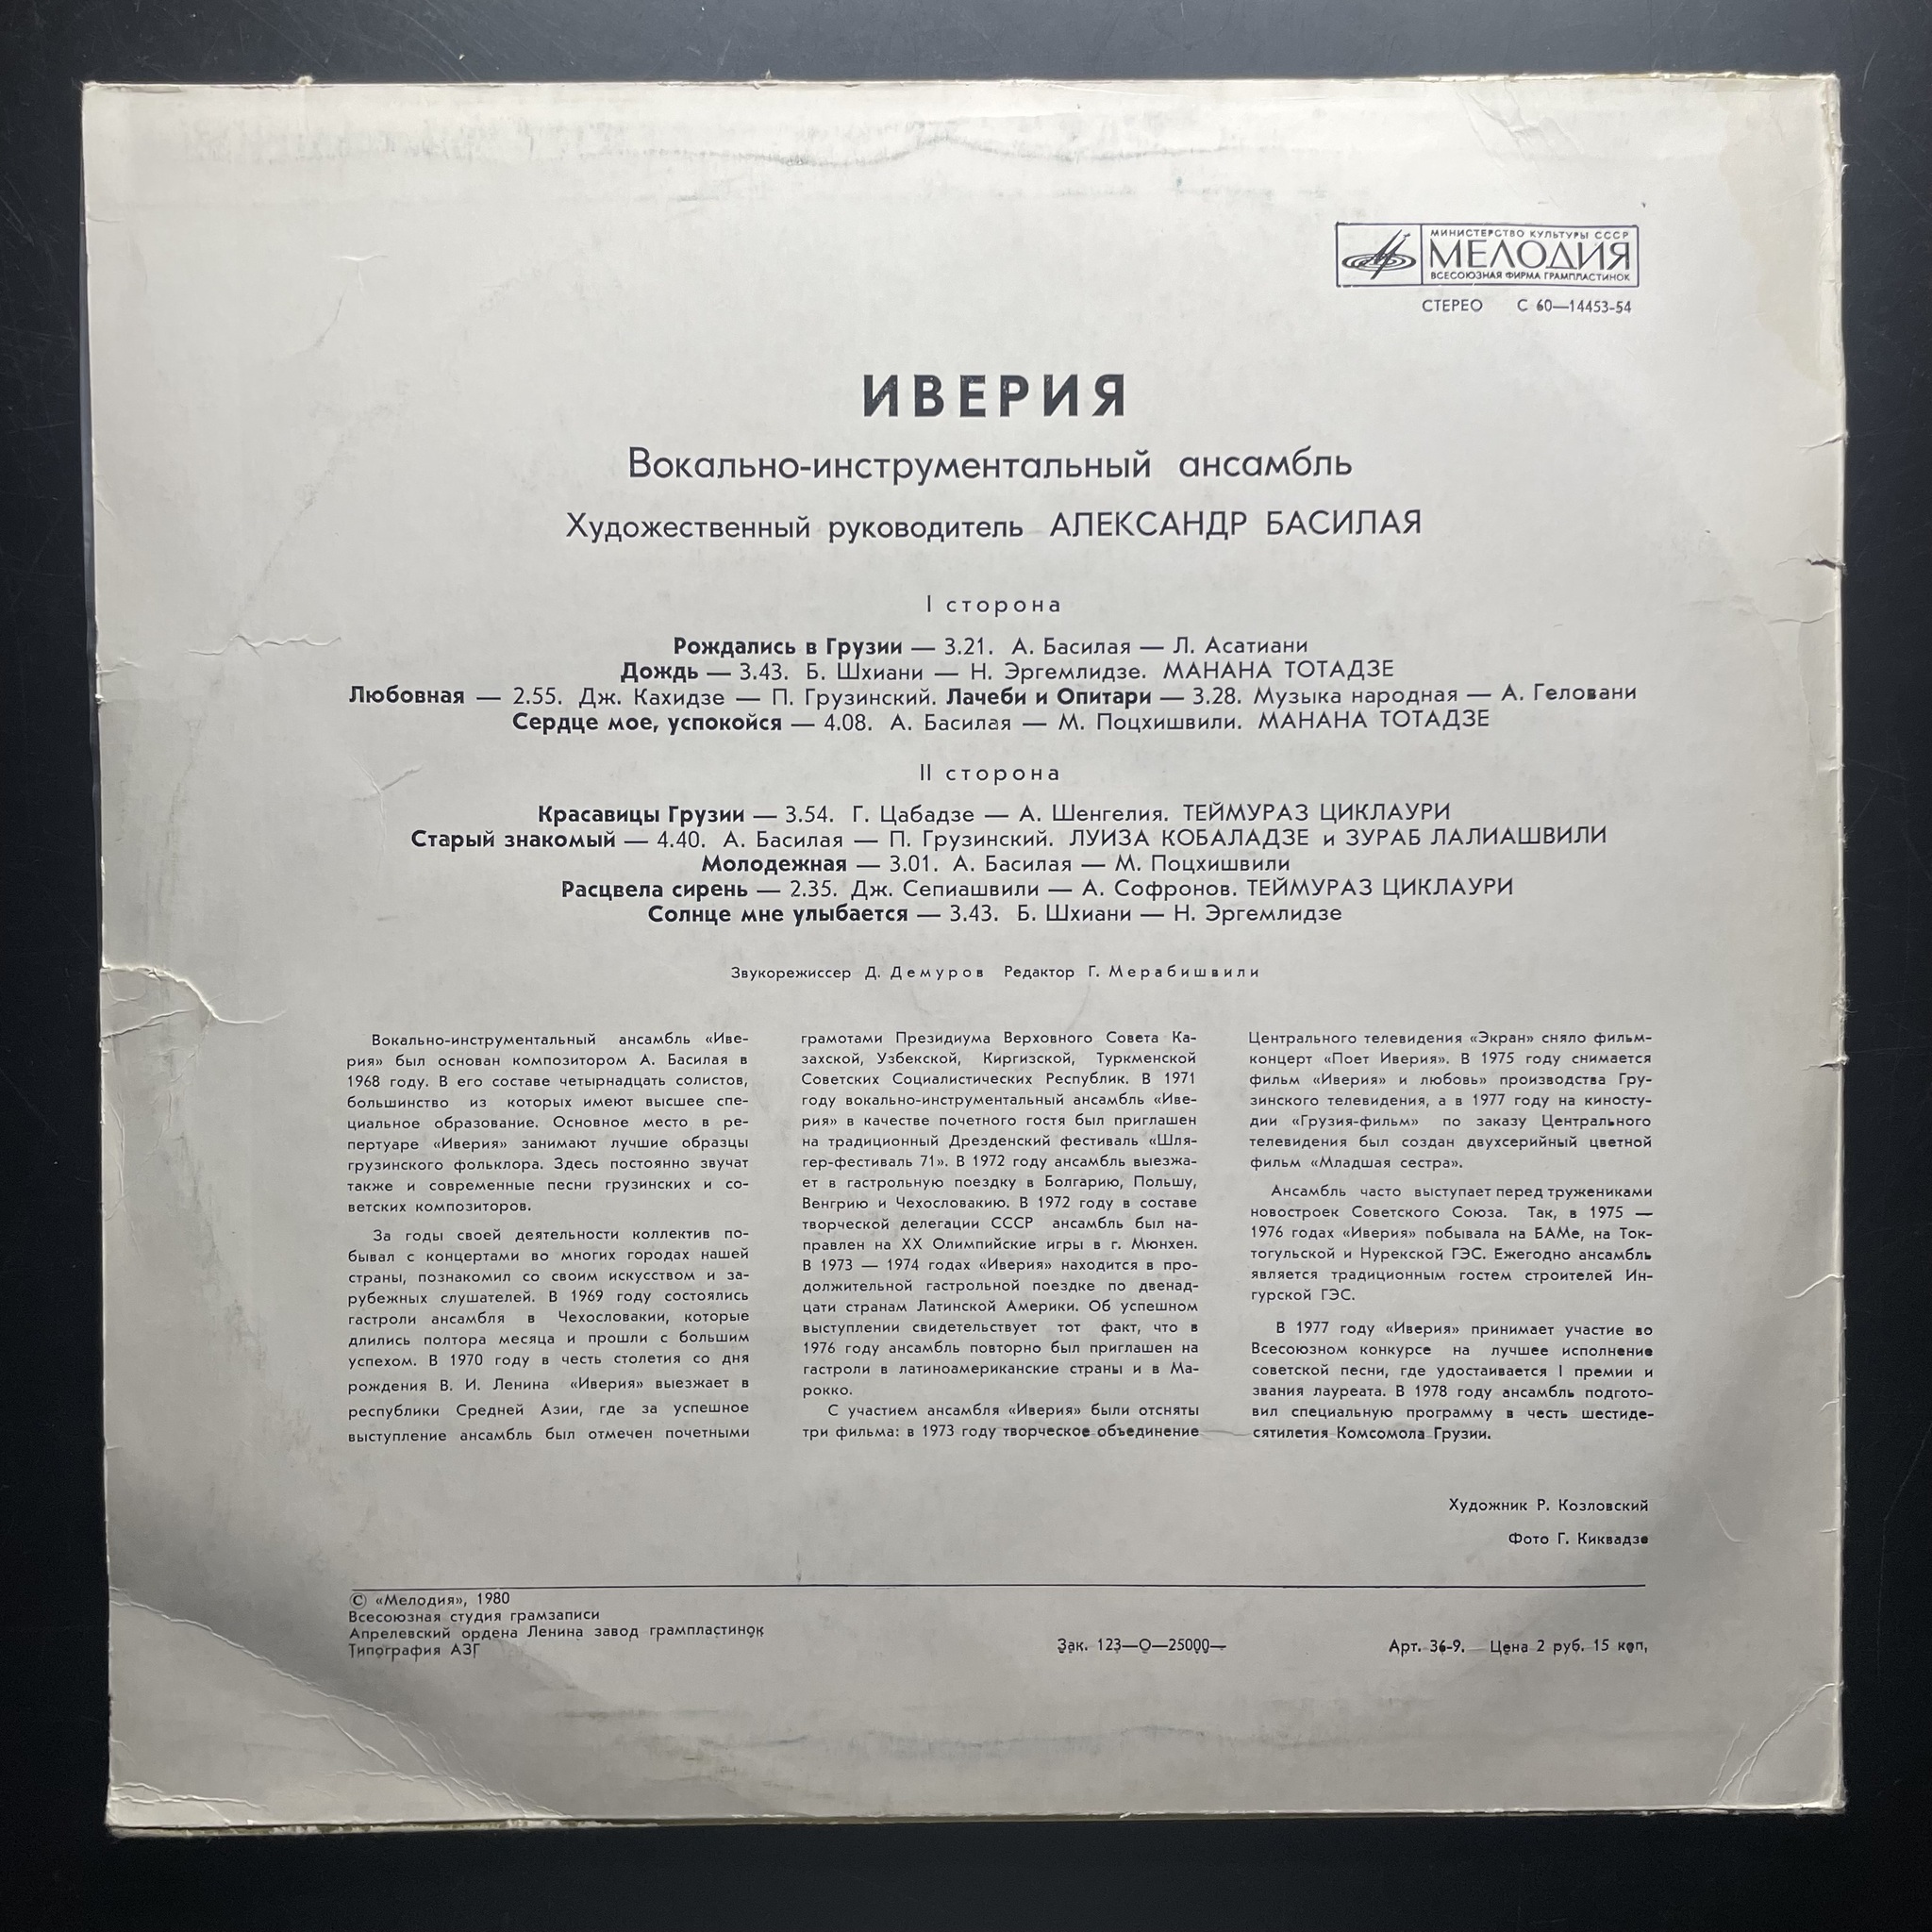 МИНИСТЕРСТВО КУЛЬТУРЫ СССР
МЕЛОДИЯ
ВСЕСОЮЗНАЯ ФИРМА ГРАМПЛАСТИНОК
СТЕРЕО С 60—14453-54
ИВЕРИЯ
Вокально-инструментальный ансамбль
Художественный руководитель АЛЕКСАНДР БАСИЛАЯ
I сторона
Рождались в Грузии — 3.21. А. Басилая — Л. Асатиани
Дождь — 3.43. Б. Шхиани — Н. Эргемлидзе. МАНАНА ТОТАДЗЕ
Любовная — 2.55. Дж. Кахидзе — П. Грузинский. Лачеби и Опитари — 3.28. Музыка народная — А. Геловани
Сердце мое, успокойся — 4.08. А. Басилая — М. Поцхишвили. МАНАНА ТОТАДЗЕ
II сторона
Красавицы Грузии — 3.54. Г. Цабадзе — А. Шенгелия. ТЕЙМУРАЗ ЦИКЛАУРИ
Старый знакомый — 4.40. А. Басилая — П. Грузинский. ЛУИЗА КОБАЛАДЗЕ и ЗУРАБ ЛАЛИАШВИЛИ
Молодежная — 3.01. А. Басилая — М. Поцхишвили
Расцвела сирень — 2.35. Дж. Сепиашвили — А. Софронов. ТЕЙМУРАЗ ЦИКЛАУРИ
Солнце мне улыбается — 3.43. Б. Шхиани — Н. Эргемлидзе
Звукорежиссер Д. Демуров Редактор Г. Мерабишвили
Вокально-инструментальный ансамбль «Иве-
рия» был основан композитором А. Басилая в
1968 году. В его составе четырнадцать солистов,
большинство из которых имеют высшее спе-
циальное образование. Основное место в ре-
пертуаре «Иверия» занимают лучшие образцы
грузинского фольклора. Здесь постоянно звучат
также и современные песни грузинских и со-
ветских композиторов.
За годы своей деятельности коллектив по-
бывал с концертами во многих городах нашей
страны, познакомил со своим искусством и за-
рубежных слушателей. В 1969 году состоялись
гастроли ансамбля в Чехословакии, которые
длились полтора месяца и прошли с большим
успехом. В 1970 году в честь столетия со дня
рождения В. И. Ленина «Иверия» выезжает в
республики Средней Азии, где за успешное
выступление ансамбль был отмечен почетными
грамотами Президиума Верховного Совета Ка-
захской, Узбекской, Киргизской, Туркменской
Советских Социалистических Республик. В 1971
году вокально-инструментальный ансамбль «Иве-
рия» в качестве почетного гостя был приглашен
на традиционный Дрезденский фестиваль «Шля-
гер-фестиваль 71». В 1972 году ансамбль выезжа-
ет в гастрольную поездку в Болгарию, Польшу,
Венгрию и Чехословакию. В 1972 году в составе
творческой делегации СССР ансамбль был на-
правлен на XX Олимпийские игры в г. Мюнхен.
В 1973 — 1974 годах «Иверия» находится в про-
должительной гастрольной поездке по двенад-
цати странам Латинской Америки. Об успешном
выступлении свидетельствует тот факт, что в
1976 году ансамбль повторно был приглашен на
гастроли в латиноамериканские страны и в Ма-
рокко.
С участием ансамбля «Иверия» были отсняты
три фильма: в 1973 году творческое объединение
Центрального телевидения «Экран» сняло фильм-
концерт «Поет Иверия». В 1975 году снимается
фильм «Иверия» и любовь» производства Гру-
зинского телевидения, а в 1977 году на киносту-
дии «Грузия-фильм» по заказу Центрального
телевидения был создан двухсерийный цветной
фильм «Младшая сестра».
Ансамбль часто выступает перед тружениками
новостроек Советского Союза. Так, в 1975 —
1976 годах «Иверия» побывала на БАМе, на Ток-
тогульской и Нурекской ГЭС. Ежегодно ансамбль
является традиционным гостем строителей Ин-
гурской ГЭС.
В 1977 году «Иверия» принимает участие во
Всесоюзном конкурсе на лучшее исполнение
советской песни, где удостаивается I премии и
звания лауреата. В 1978 году ансамбль подгото-
вил специальную программу в честь шестиде-
сятилетия Комсомола Грузии.
Художник Р. Козловский
Фото Г. Киквадзе
© «Мелодия», 1980
Всесоюзная студия грамзаписи
Апрелевский ордена Ленина завод грампластинок
Типография АЗГ
Зак. 123—О—25000—
Арт. 36-9. Цена 2 руб. 15 коп,